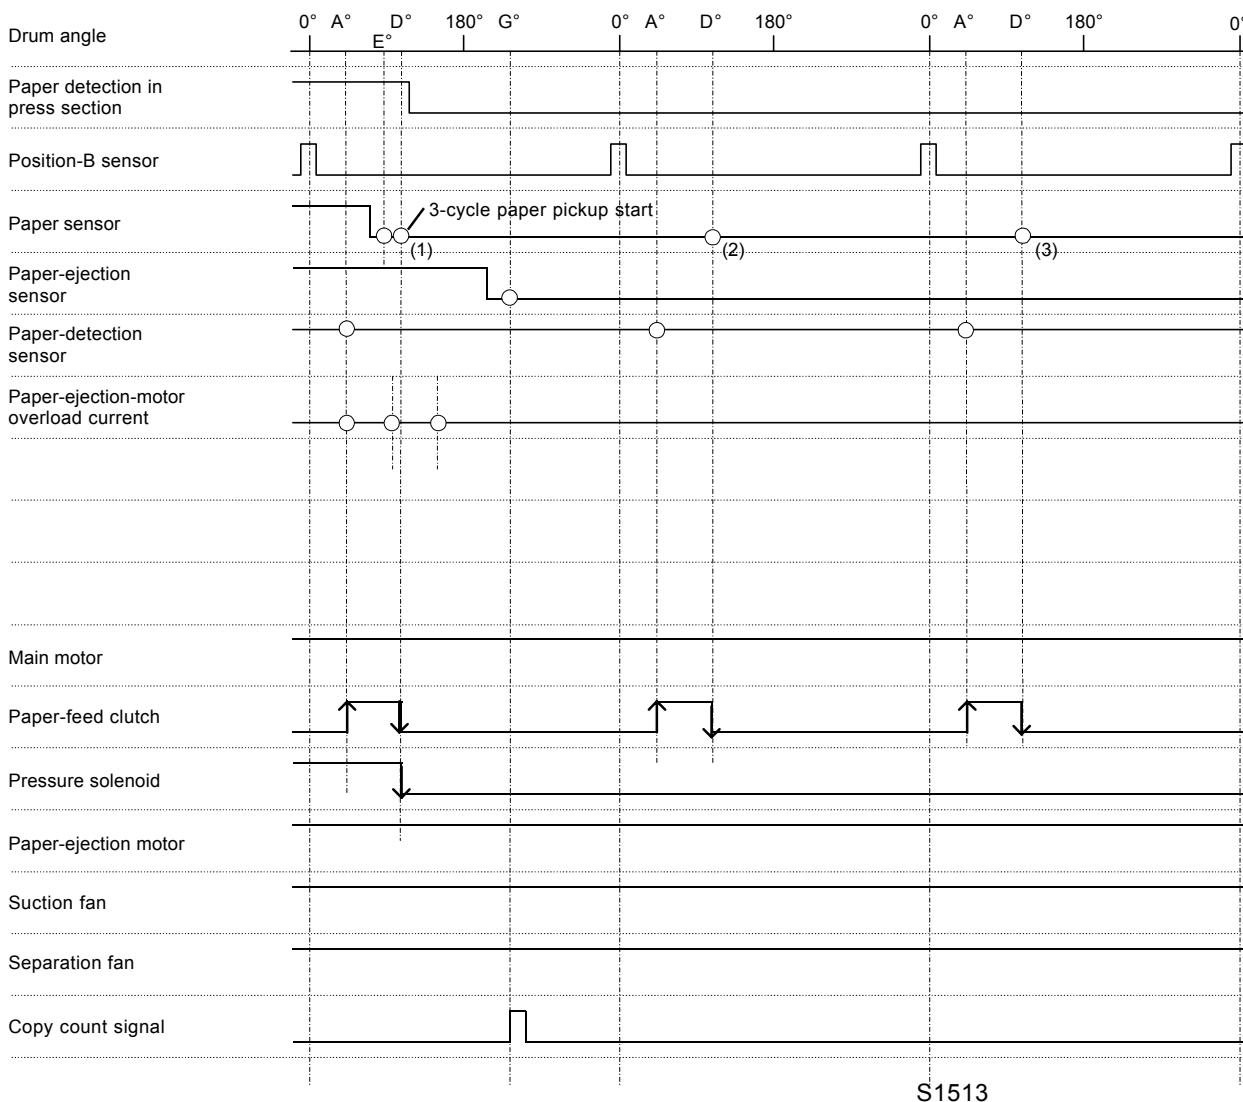 0° A° D° 180° G° 0° A° D° 180° 0° A° D° 180° 0°
Drum angle
E°
Paper detection in
press section
Position-B sensor
Paper sensor
3-cycle paper pickup start
(1) (2) (3)
Paper-ejection
sensor
Paper-detection
sensor
Paper-ejection-motor
overload current
Main motor
Paper-feed clutch
Pressure solenoid
Paper-ejection motor
Suction fan
Separation fan
Copy count signal
S1513